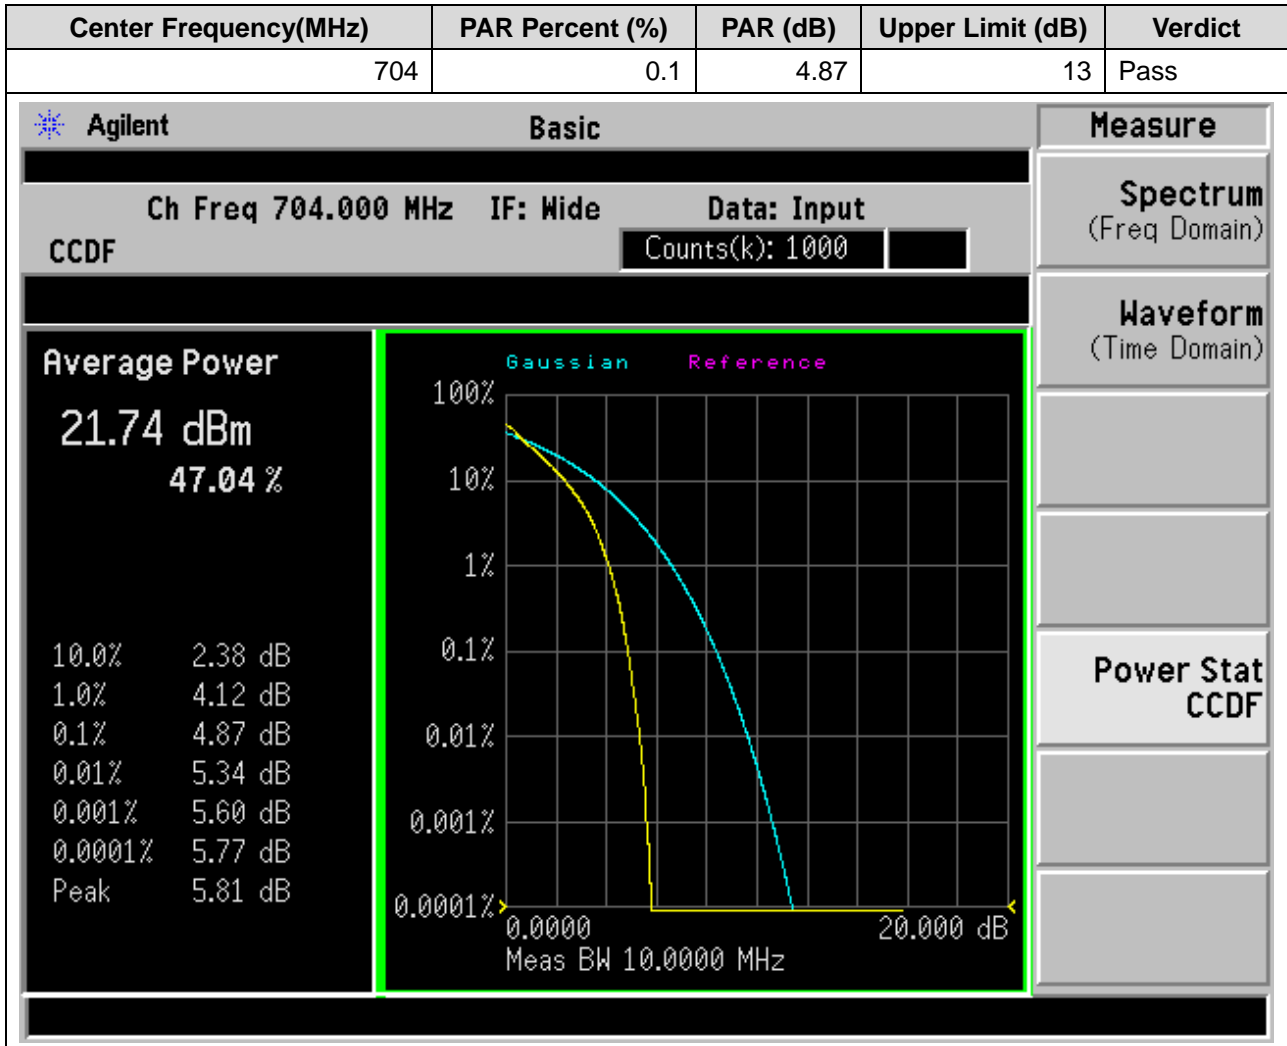 Center Frequency(MHz) PAR Percent (%) PAR (dB) Upper Limit (dB) Verdict
704 0.1 4.87 13 Pass
Agilent Basic Measure
Ch Freq 704.000 MHz IF: Wide Data: Input
CCDF Counts(k): 1000
Spectrum
(Freq Domain)
Waveform
(Time Domain)
Power Stat
CCDF
Average Power
21.74 dBm
47.04 %
10.0% 2.38 dB
1.0% 4.12 dB
0.1% 4.87 dB
0.01% 5.34 dB
0.001% 5.60 dB
0.0001% 5.77 dB
Peak 5.81 dB
Gaussian Reference
100%
10%
1%
0.1%
0.01%
0.001%
0.0001%
0.0000 20.000 dB
Meas BW 10.0000 MHz